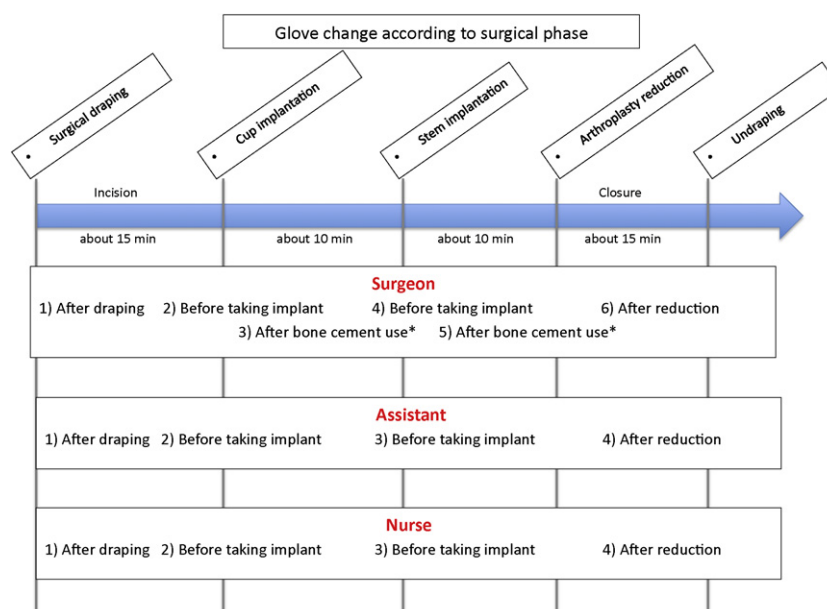 Glove change according to surgical phase
• Surgical draping
• Cup implantation
• Stem implantation
• Arthroplasty reduction
• Undraping
Incision
Closure
about 15 min
about 10 min
about 10 min
about 15 min
Surgeon
1) After draping 2) Before taking implant 4) Before taking implant 6) After reduction
3) After bone cement use* 5) After bone cement use*
Assistant
1) After draping 2) Before taking implant 3) Before taking implant 4) After reduction
Nurse
1) After draping 2) Before taking implant 3) Before taking implant 4) After reduction